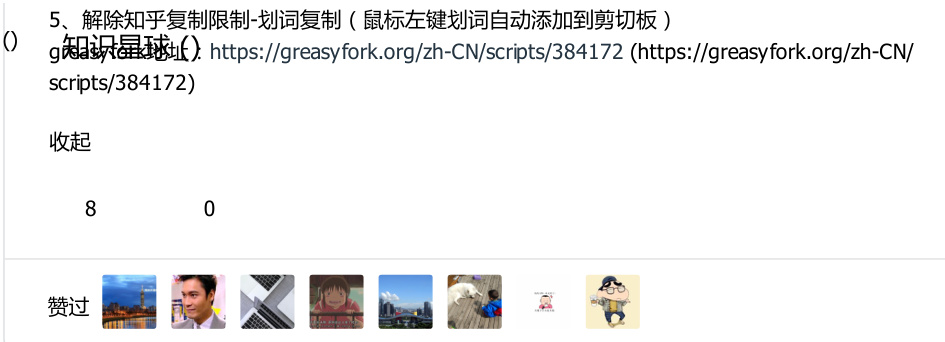 5、解除知乎复制限制-划词复制（鼠标左键划词自动添加到剪切板）
() 知识星球 ()
greasyfork地址：https://greasyfork.org/zh-CN/scripts/384172 (https://greasyfork.org/zh-CN/
scripts/384172)
收起
8 0
赞过